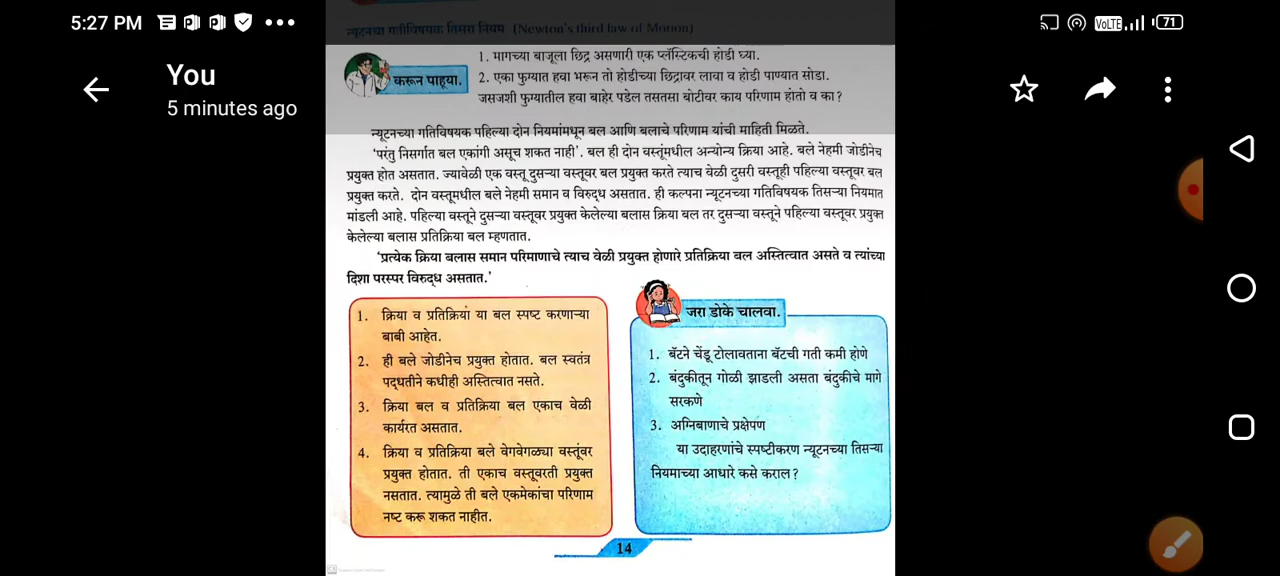 5:27 PM
VoLTE
71
You
5 minutes ago
न्यूटनचा गतीविषयक तिसरा नियम (Newton's third law of Motion)
करून पाहूया.
1. मागच्या बाजूला छिद्र असणारी एक प्लॅस्टिकची होडी घ्या.
2. एका फुग्यात हवा भरून तो होडीच्या छिद्रावर लावा व होडी पाण्यात सोडा.
जसजशी फुग्यातील हवा बाहेर पडेल तसतसा बोटीवर काय परिणाम होतो व का?
न्यूटनच्या गतिविषयक पहिल्या दोन नियमांमधून बल आणि बलाचे परिणाम यांची माहिती मिळते.
'परंतु निसर्गात बल एकांगी असूच शकत नाही'. बल ही दोन वस्तूंमधील अन्योन्य क्रिया आहे. बले नेहमी जोडीनेच
प्रयुक्त होत असतात. ज्यावेळी एक वस्तू दुसऱ्या वस्तूवर बल प्रयुक्त करते त्याच वेळी दुसरी वस्तूही पहिल्या वस्तूवर बल
प्रयुक्त करते. दोन वस्तूमधील बले नेहमी समान व विरुद्ध असतात. ही कल्पना न्यूटनच्या गतिविषयक तिसऱ्या नियमात
मांडली आहे. पहिल्या वस्तूने दुसऱ्या वस्तूवर प्रयुक्त केलेल्या बलास क्रिया बल तर दुसऱ्या वस्तूने पहिल्या वस्तूवर प्रयुक्त
केलेल्या बलास प्रतिक्रिया बल म्हणतात.
'प्रत्येक क्रिया बलास समान परिमाणाचे त्याच वेळी प्रयुक्त होणारे प्रतिक्रिया बल अस्तित्वात असते व त्यांच्या
दिशा परस्पर विरुद्ध असतात.'
1. क्रिया व प्रतिक्रिया या बल स्पष्ट करणाऱ्या
बाबी आहेत.
2. ही बले जोडीनेच प्रयुक्त होतात. बल स्वतंत्र
पद्धतीने कधीही अस्तित्वात नसते.
3. क्रिया बल व प्रतिक्रिया बल एकाच वेळी
कार्यरत असतात.
4. क्रिया व प्रतिक्रिया बले वेगवेगळ्या वस्तूंवर
प्रयुक्त होतात. ती एकाच वस्तूवरती प्रयुक्त
नसतात. त्यामुळे ती बले एकमेकांचा परिणाम
नष्ट करू शकत नाहीत.
जरा डोके चालवा.
1. बॅटने चेंडू टोलावताना बॅटची गती कमी होणे
2. बंदुकीतून गोळी झाडली असता बंदुकीचे मागे
सरकणे
3. अग्निबाणाचे प्रक्षेपण
या उदाहरणांचे स्पष्टीकरण न्यूटनच्या तिसऱ्या
नियमाच्या आधारे कसे कराल?
14